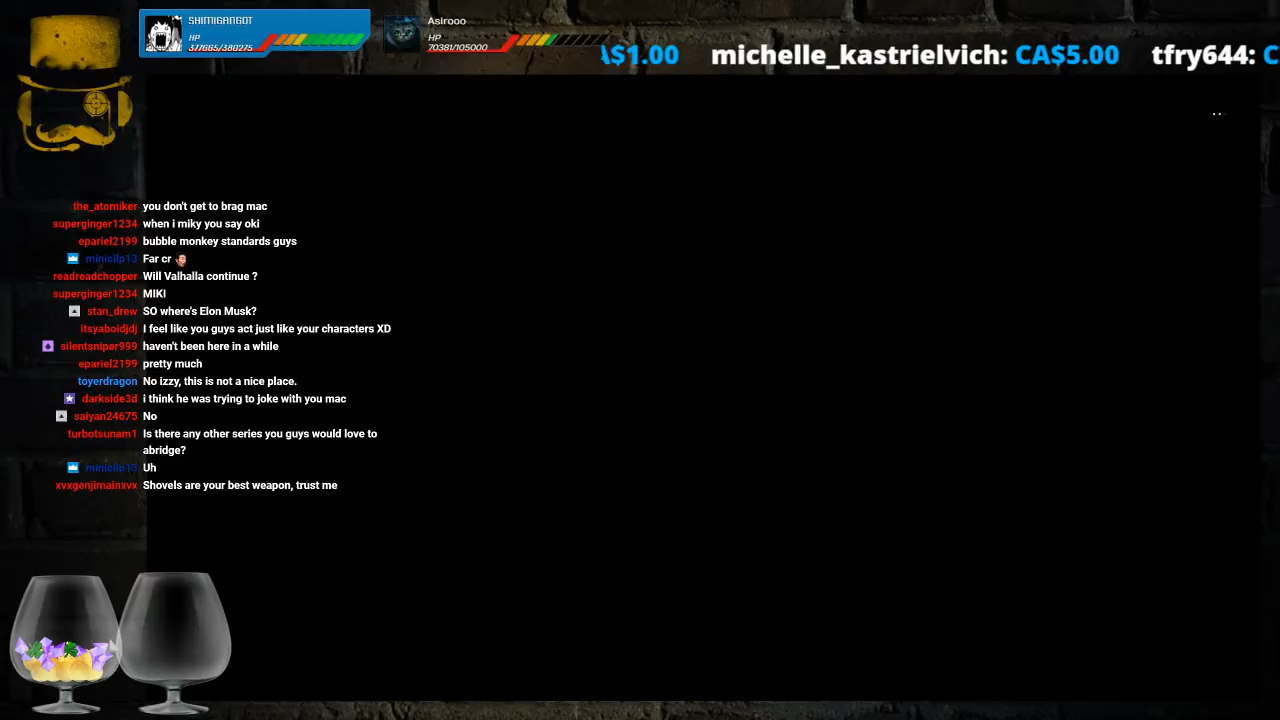 SHIMIGANGOT
HP
377665/380275
Asirooo
HP
70381/105000
$1.00 michelle_kastrielvich: CA$5.00 tfry644: C
...
the_atomiker you don't get to brag mac
superginger1234 when i miky you say oki
epariel2199 bubble monkey standards guys
minicilp13 Far cr
readreadchopper Will Valhalla continue ?
superginger1234 MIKI
stan_drew SO where's Elon Musk?
itsyaboidjdj I feel like you guys act just like your characters XD
silentsniper999 haven't been here in a while
epariel2199 pretty much
toyerdragon No izzy, this is not a nice place.
darkside3d i think he was trying to joke with you mac
saiyan24675 No
turbotsunam1 Is there any other series you guys would love to
abridge?
minicilp13 Uh
xvxgenjimainxvx Shovels are your best weapon, trust me